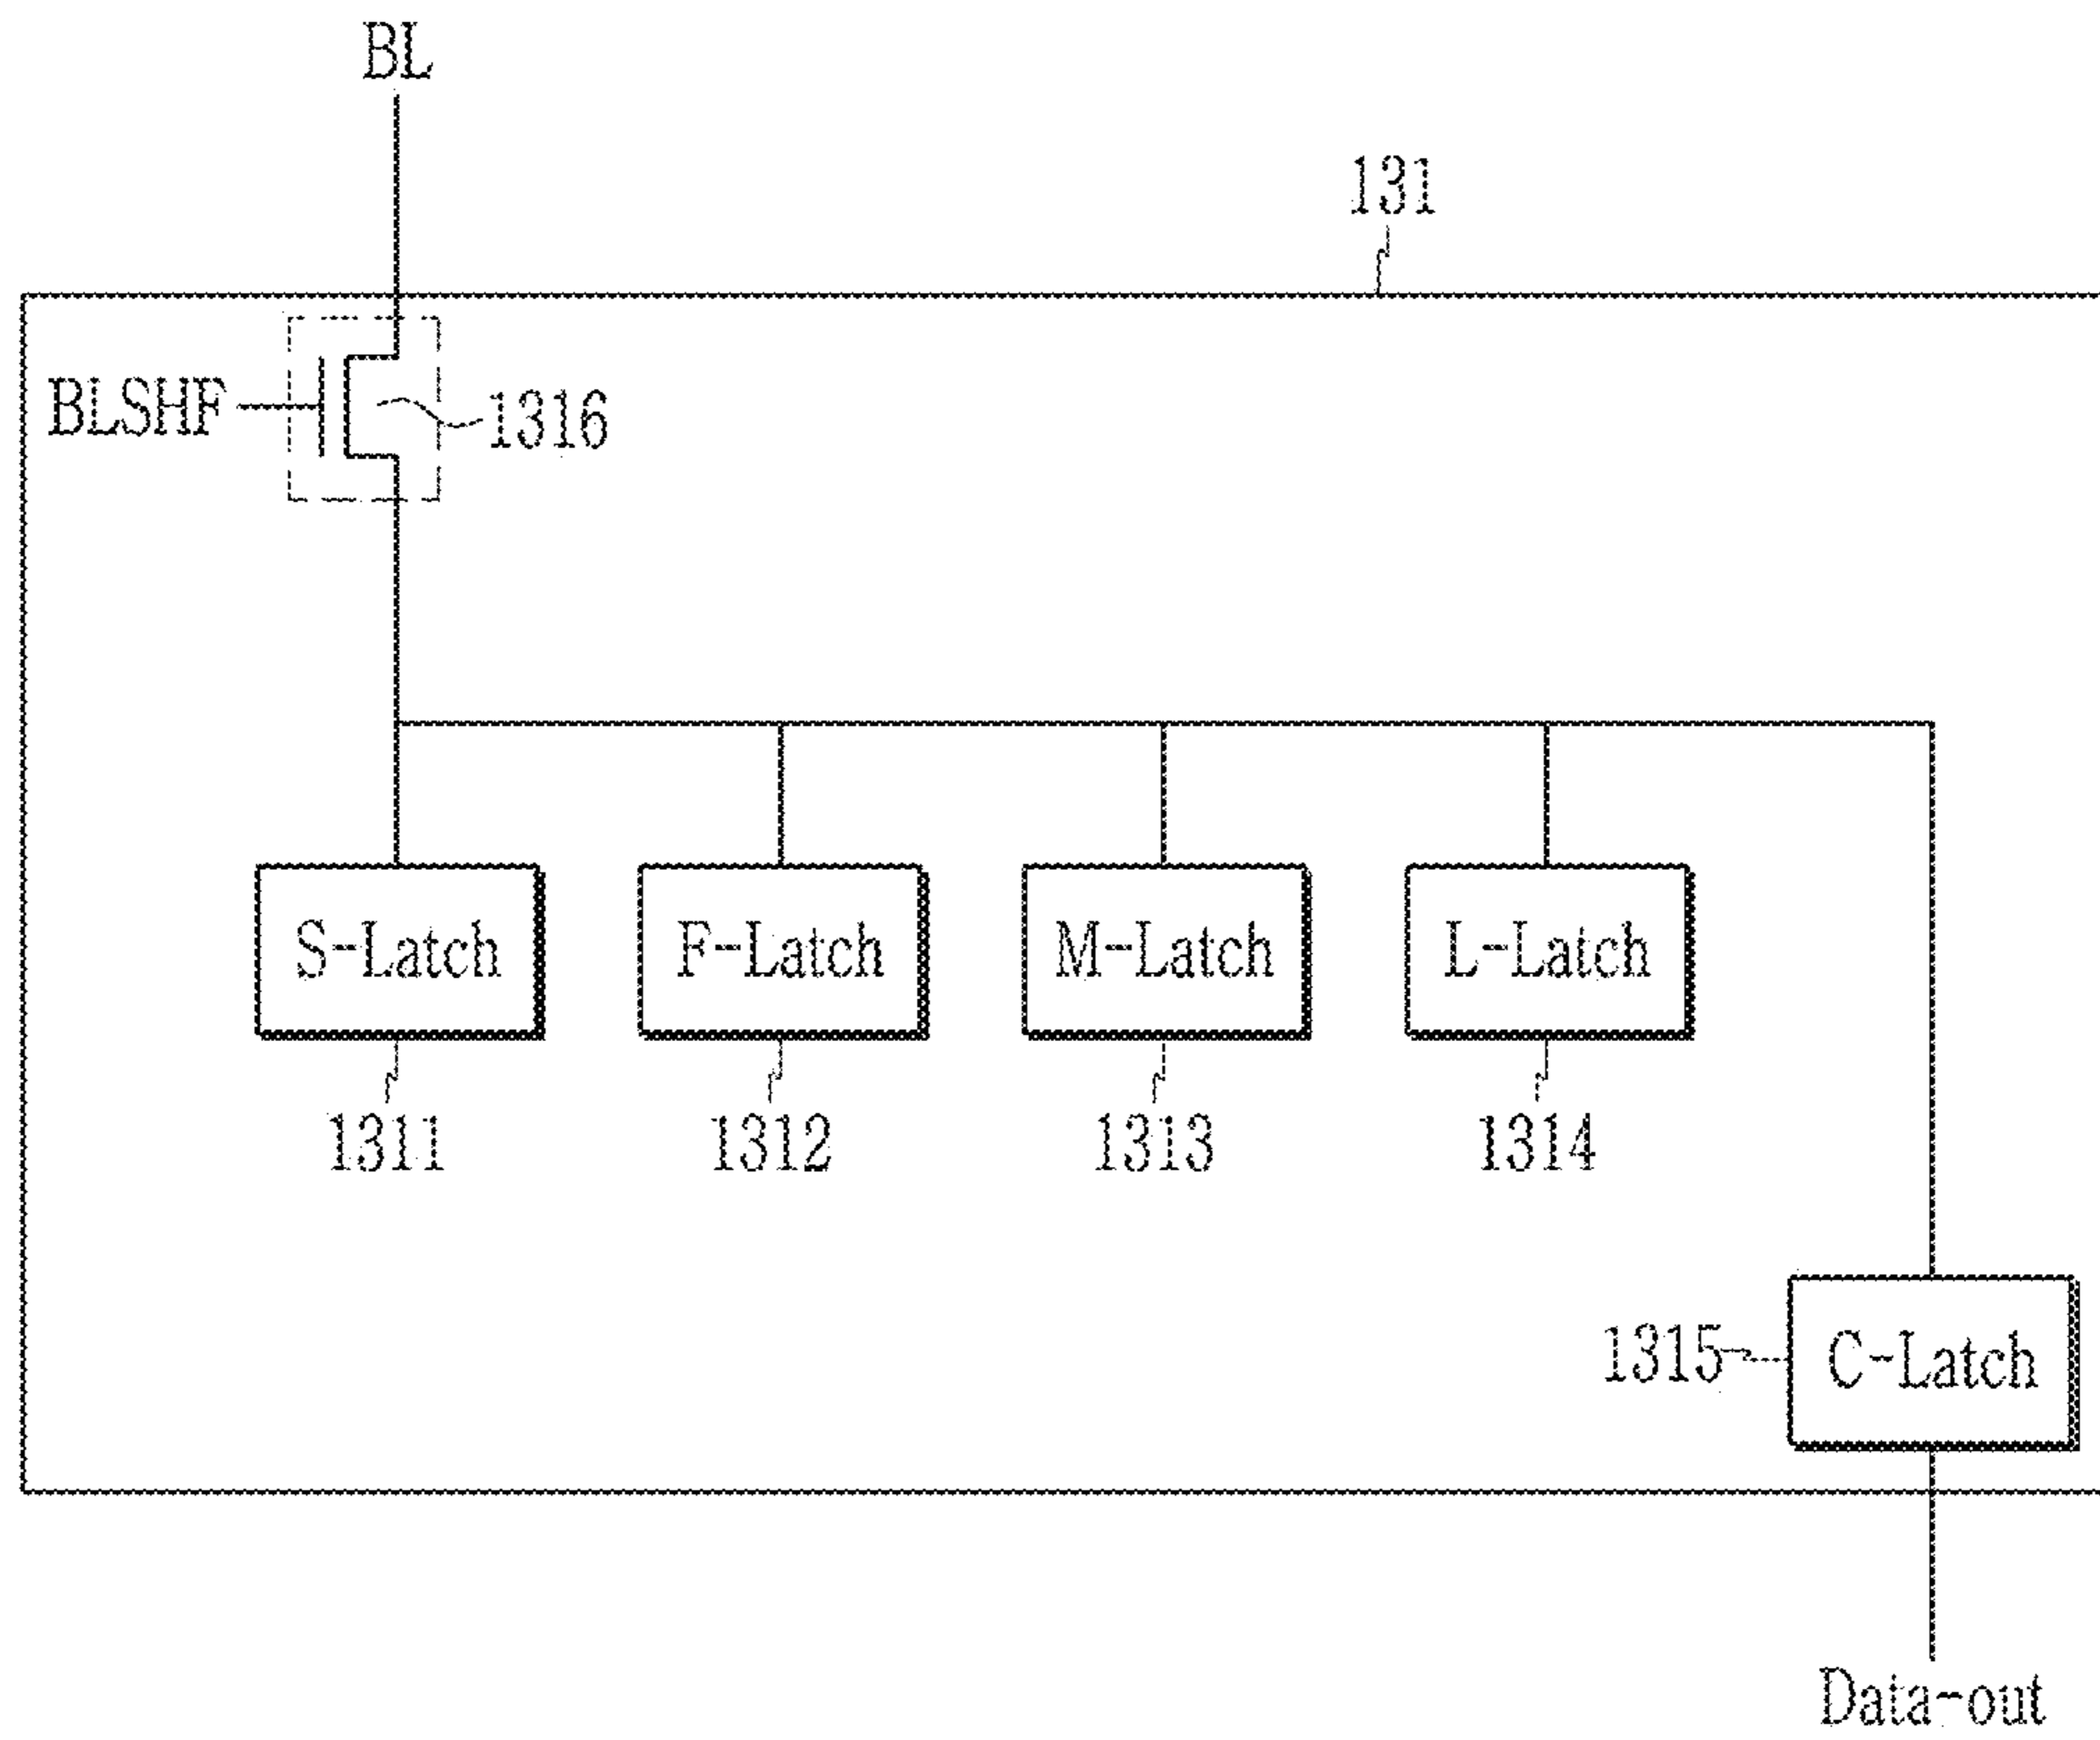 BL
131
BLSHF
1316
S-Latch
F-Latch
M-Latch
L-Latch
1311
1312
1313
1314
1315
C-Latch
Data-out